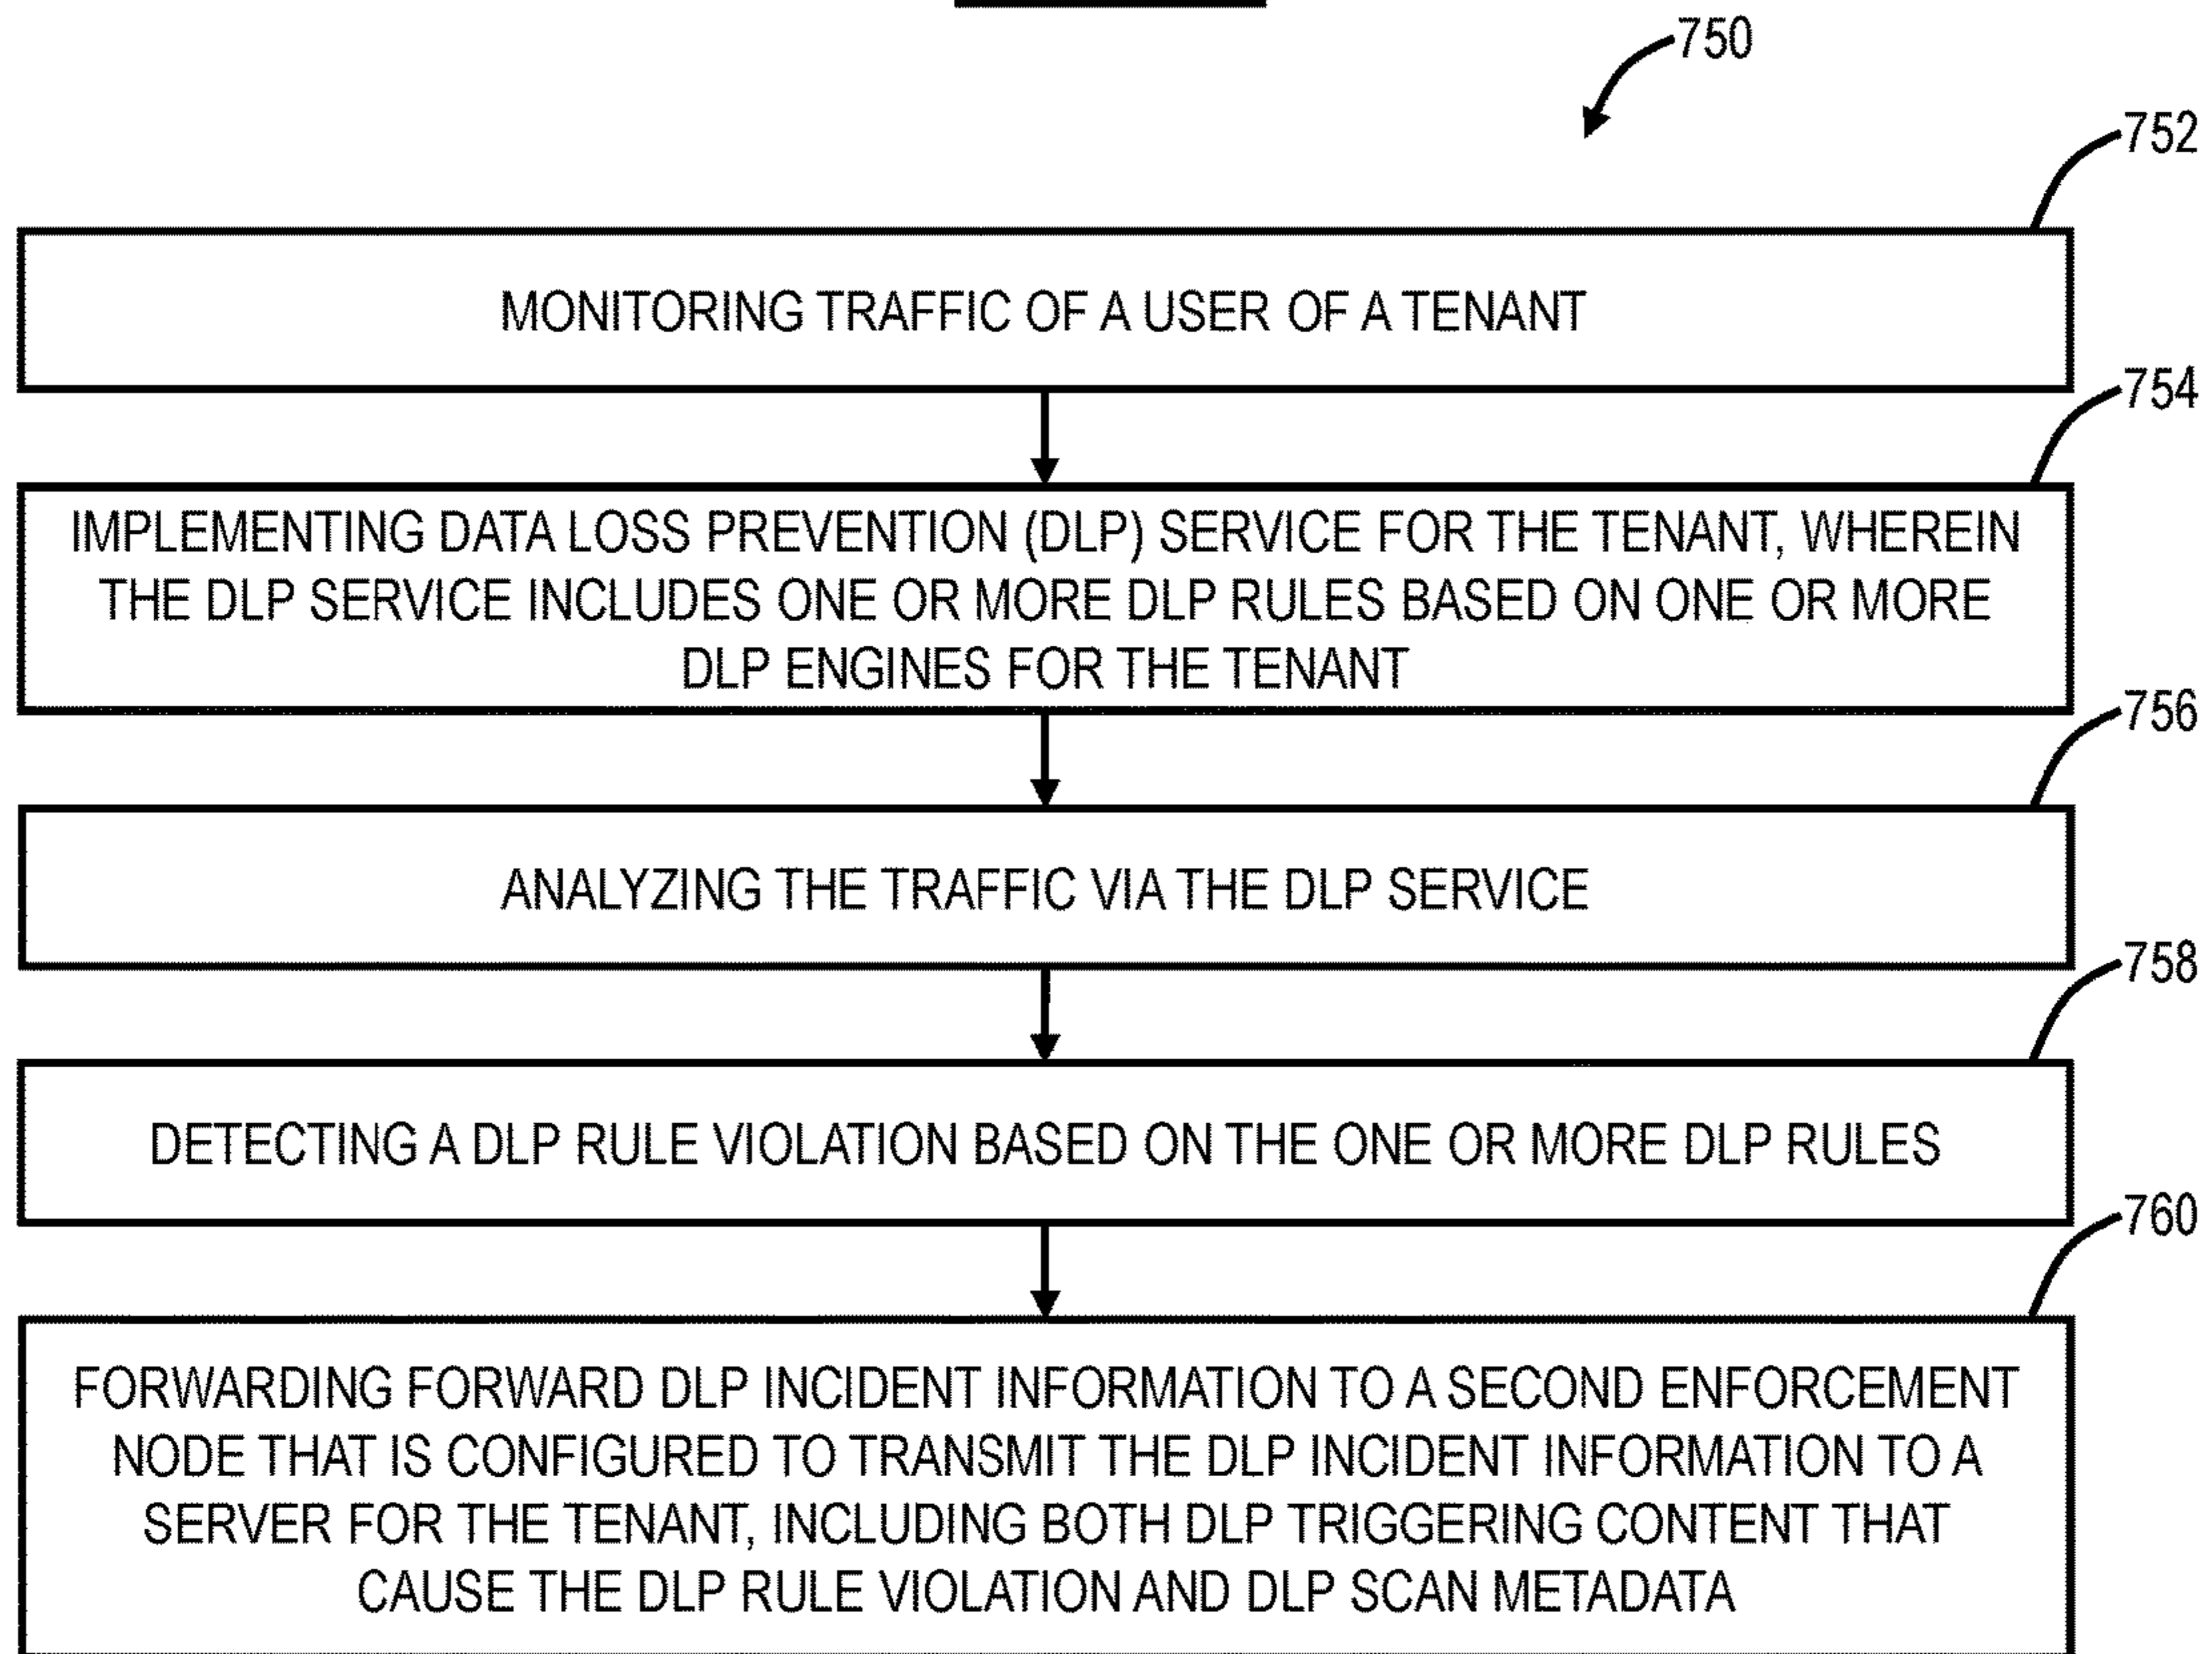 750
752
MONITORING TRAFFIC OF A USER OF A TENANT
754
IMPLEMENTING DATA LOSS PREVENTION (DLP) SERVICE FOR THE TENANT, WHEREIN
THE DLP SERVICE INCLUDES ONE OR MORE DLP RULES BASED ON ONE OR MORE
DLP ENGINES FOR THE TENANT
756
ANALYZING THE TRAFFIC VIA THE DLP SERVICE
758
DETECTING A DLP RULE VIOLATION BASED ON THE ONE OR MORE DLP RULES
760
FORWARDING FORWARD DLP INCIDENT INFORMATION TO A SECOND ENFORCEMENT
NODE THAT IS CONFIGURED TO TRANSMIT THE DLP INCIDENT INFORMATION TO A
SERVER FOR THE TENANT, INCLUDING BOTH DLP TRIGGERING CONTENT THAT
CAUSE THE DLP RULE VIOLATION AND DLP SCAN METADATA